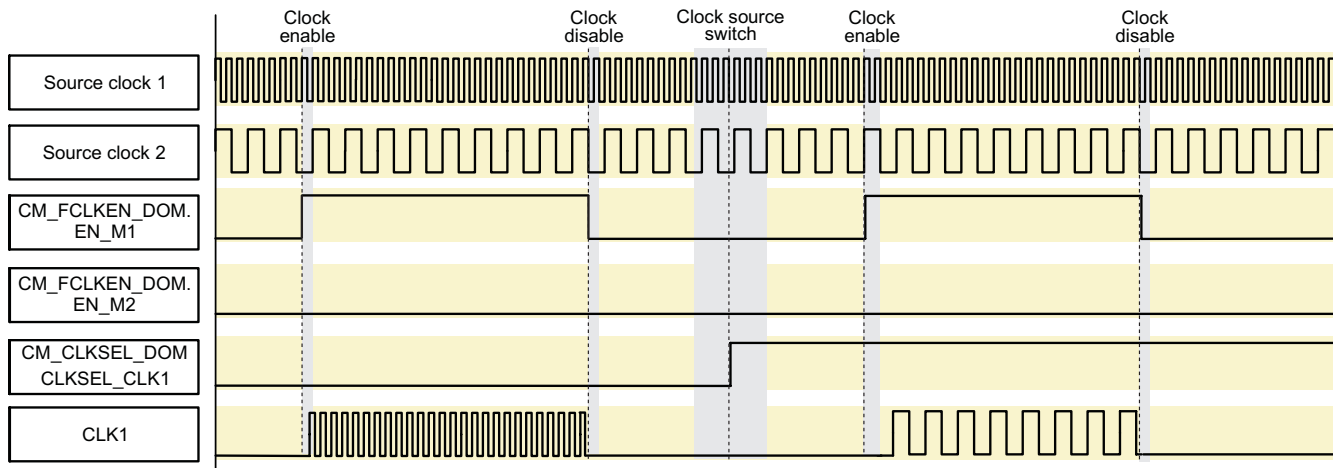 Clock
enable
Clock
disable
Clock source
switch
Clock
enable
Clock
disable
Source clock 1
Source clock 2
CM_FCLKEN_DOM.
EN_M1
CM_FCLKEN_DOM.
EN_M2
CM_CLKSEL_DOM
CLKSEL_CLK1
CLK1